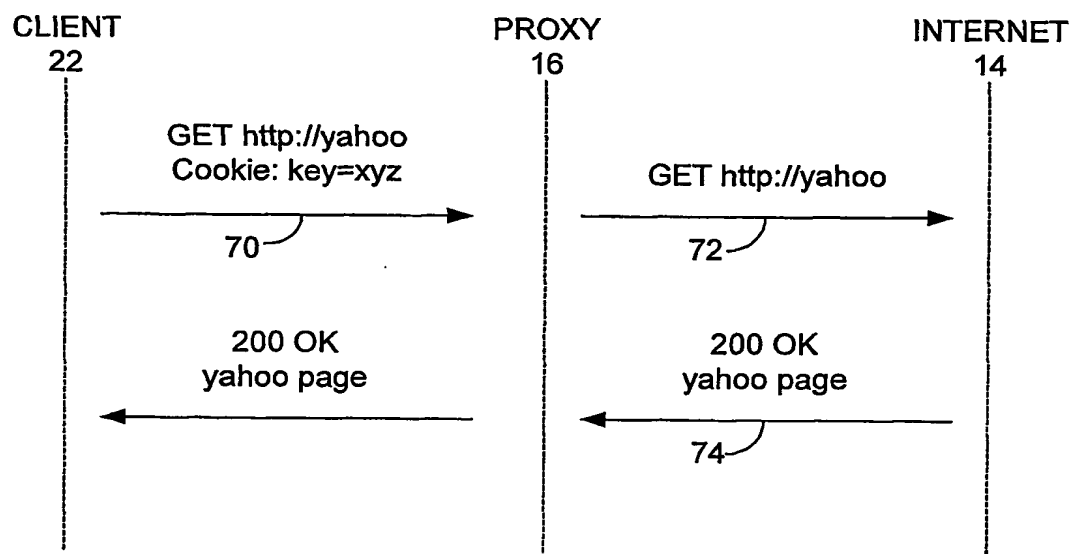 CLIENT
22
PROXY
16
INTERNET
14
GET http://yahoo
Cookie: key=xyz
GET http://yahoo
70
72
200 OK
yahoo page
200 OK
yahoo page
74